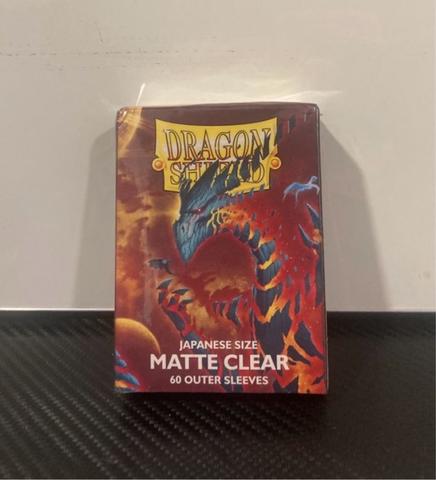 DRAGON
SHIELD
JAPANESE SIZE
MATTE CLEAR
60 OUTER SLEEVES